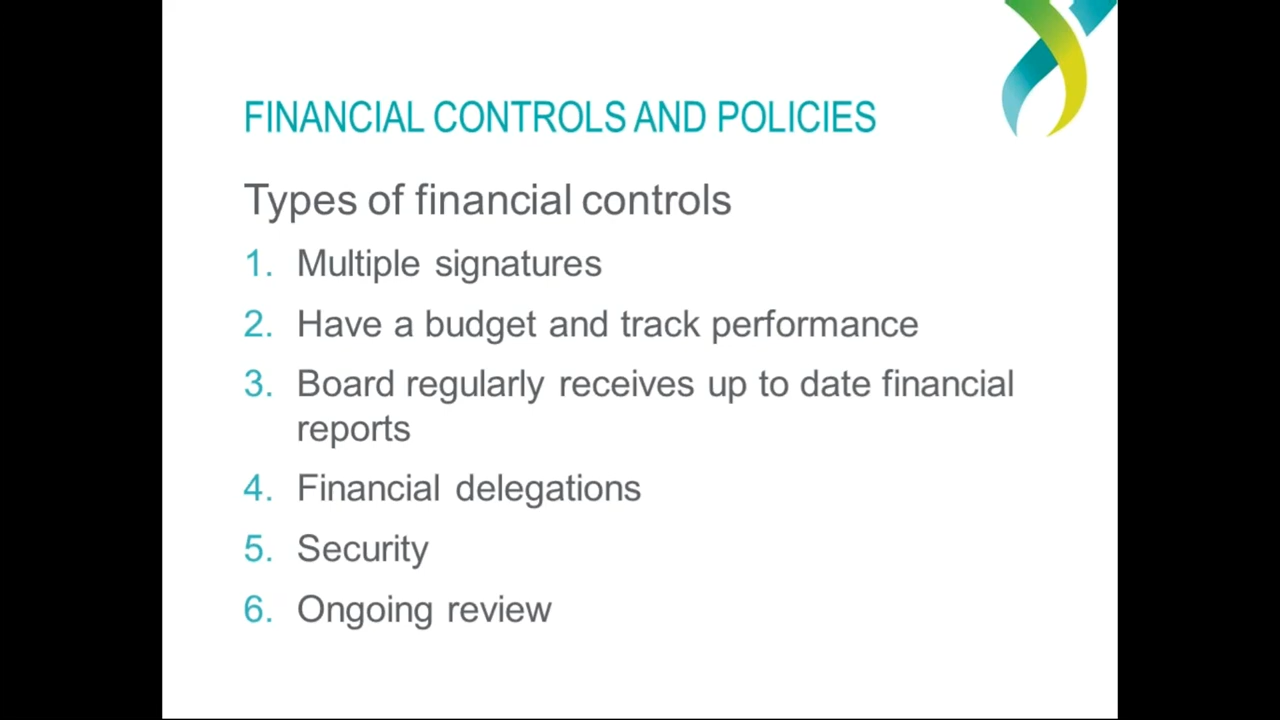 FINANCIAL CONTROLS AND POLICIES
Types of financial controls
1. Multiple signatures
2. Have a budget and track performance
3. Board regularly receives up to date financial
reports
4. Financial delegations
5. Security
6. Ongoing review